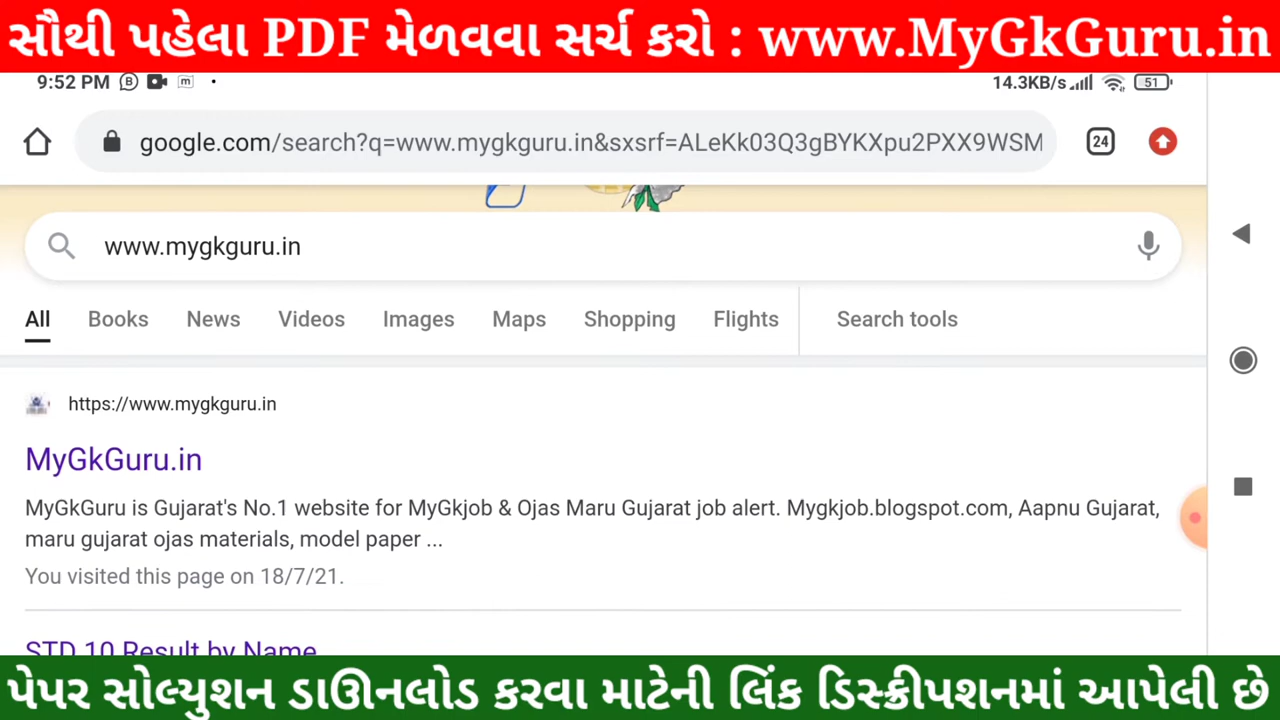 સૌથી પહેલા PDF મેળવવા સર્ચ કરો : www.MyGkGuru.in
9:52 PM
14.3KB/s 51
google.com/search?q=www.mygkguru.in&sxsrf=ALeKk03Q3gBYKXpu2PXX9WSM
24
www.mygkguru.in
All Books News Videos Images Maps Shopping Flights Search tools
https://www.mygkguru.in
MyGkGuru.in
MyGkGuru is Gujarat's No.1 website for MyGkjob & Ojas Maru Gujarat job alert. Mygkjob.blogspot.com, Aapnu Gujarat,
maru gujarat ojas materials, model paper ...
You visited this page on 18/7/21.
STD 10 Result by Name
પેપર સોલ્યુશન ડાઊનલોડ કરવા માટેની લિંક ડિસ્ક્રીપશનમાં આપેલી છે